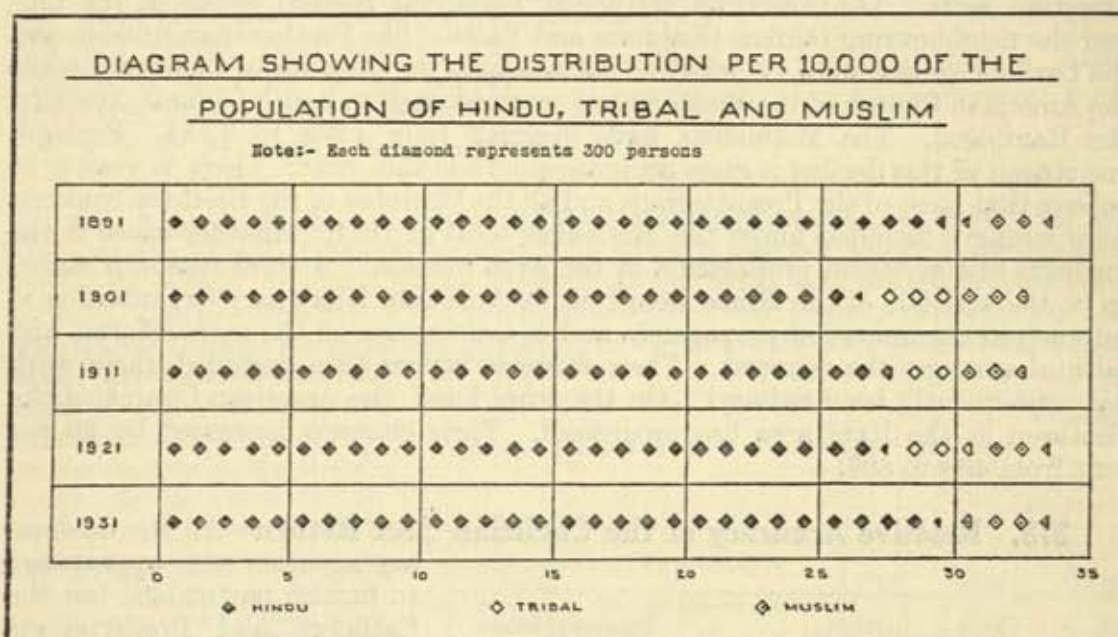 DIAGRAM SHOWING THE DISTRIBUTION PER 10,000 OF THE
POPULATION OF HINDU, TRIBAL AND MUSLIM
Note:- Each diamond represents 300 persons
1891
1901
1911
1921
1931
0 5 10 15 20 25 30 35
HINDU TRIBAL MUSLIM